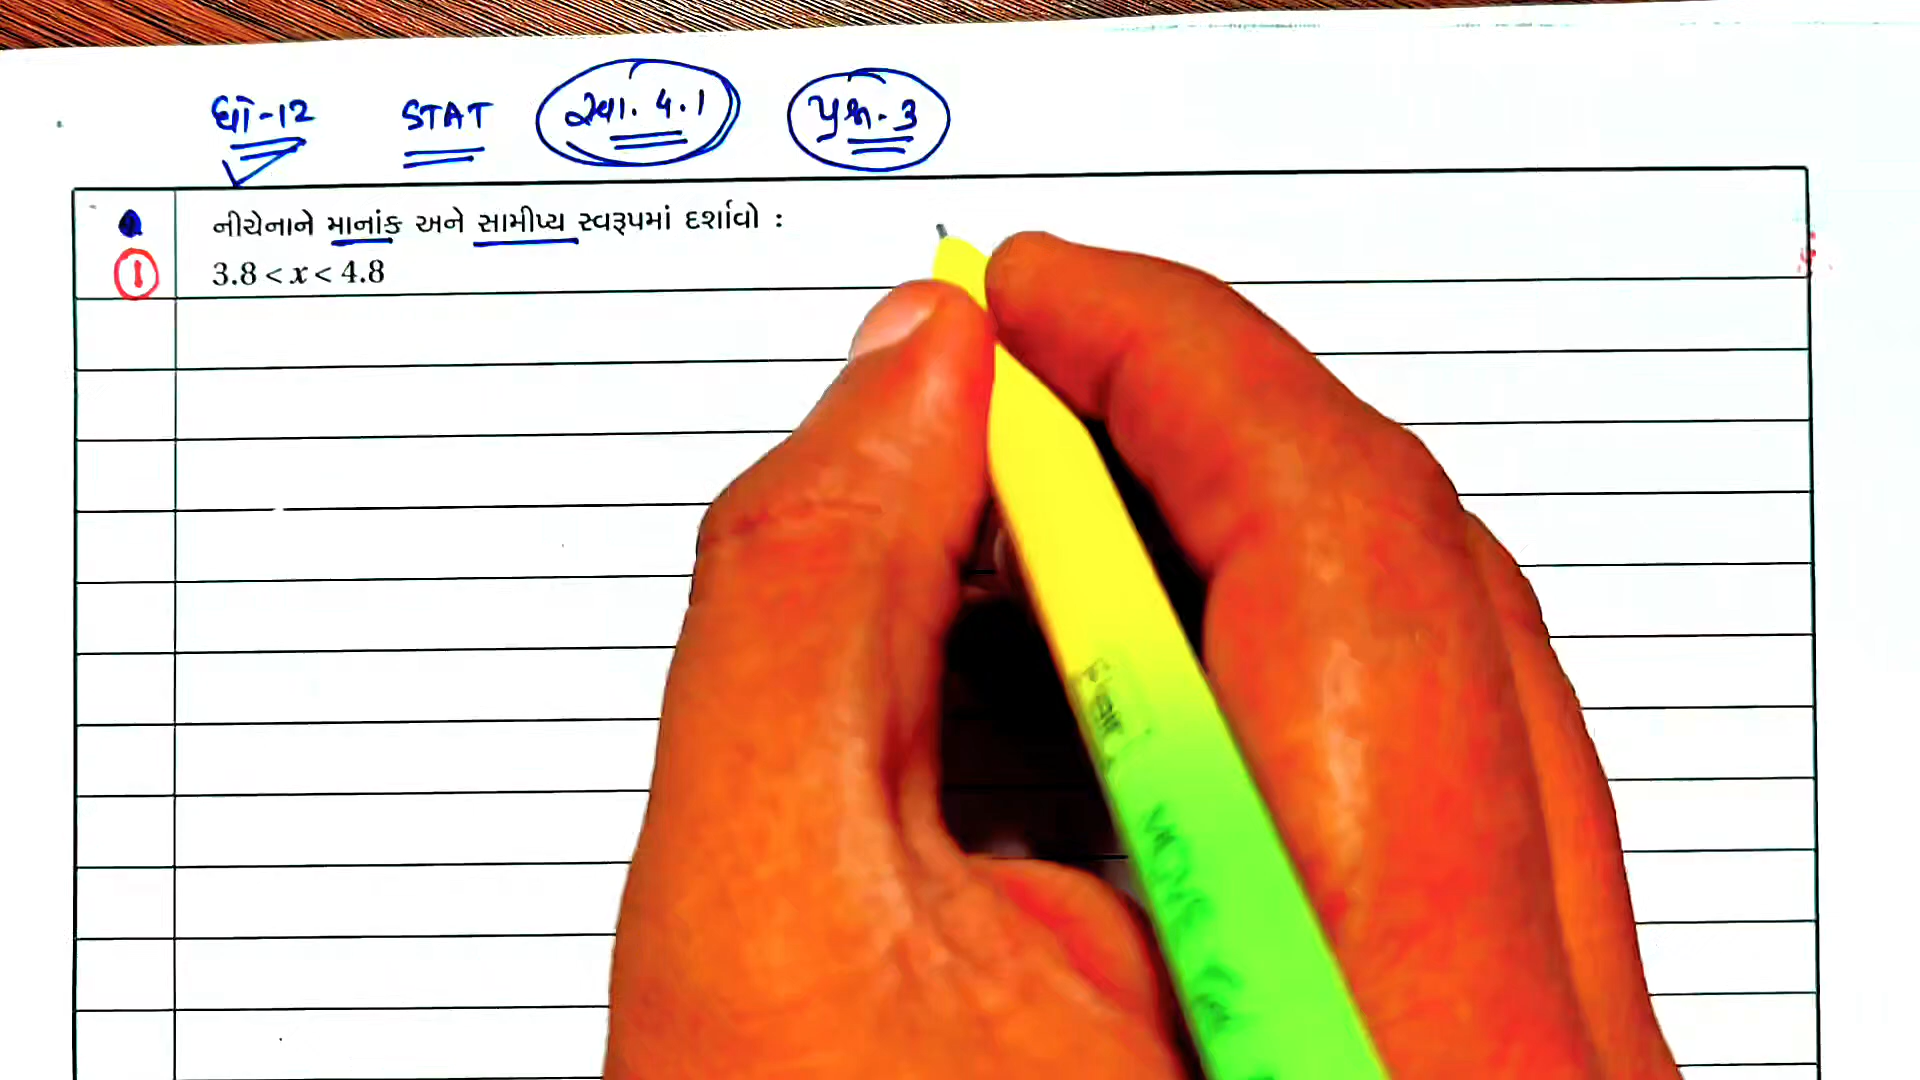 ધો-12 STAT સ્વા. 4.1 પ્રશ્ન-3
નીચેનાને માનાંક અને સામીપ્ય સ્વરૂપમાં દર્શાવો :
1 3.8 < x < 4.8